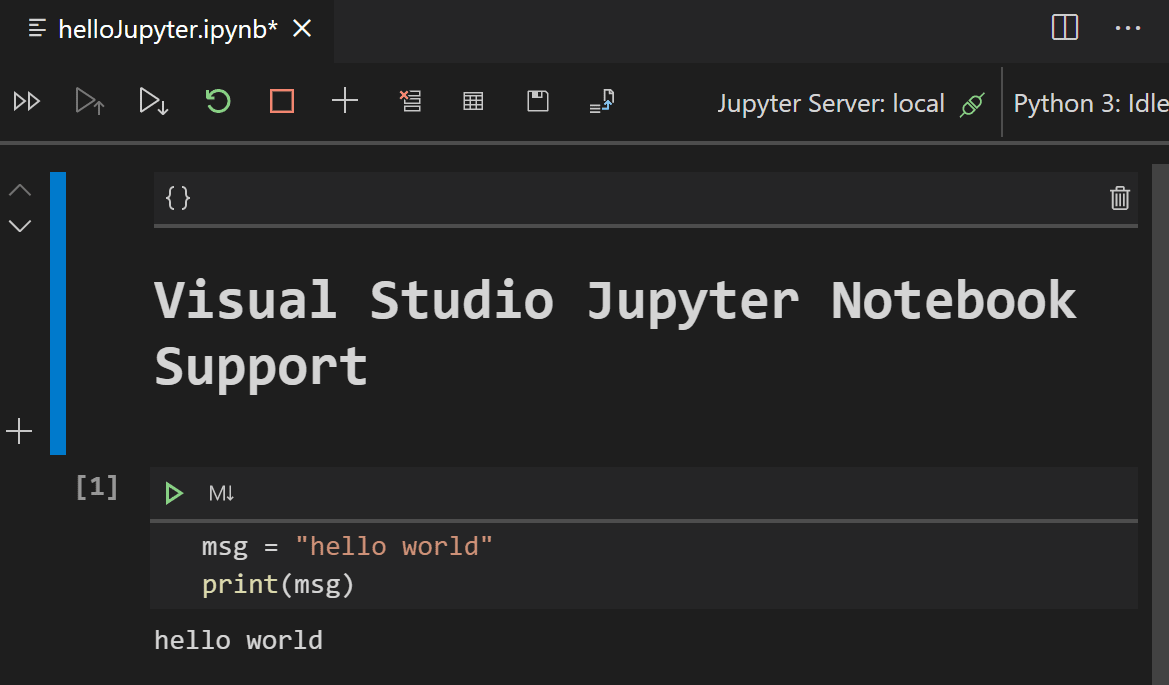 helloJupyter.ipynb*
Jupyter Server: local
Python 3: Idle
{}
Visual Studio Jupyter Notebook
Support
[1]
M↓
msg = "hello world"
print(msg)
hello world